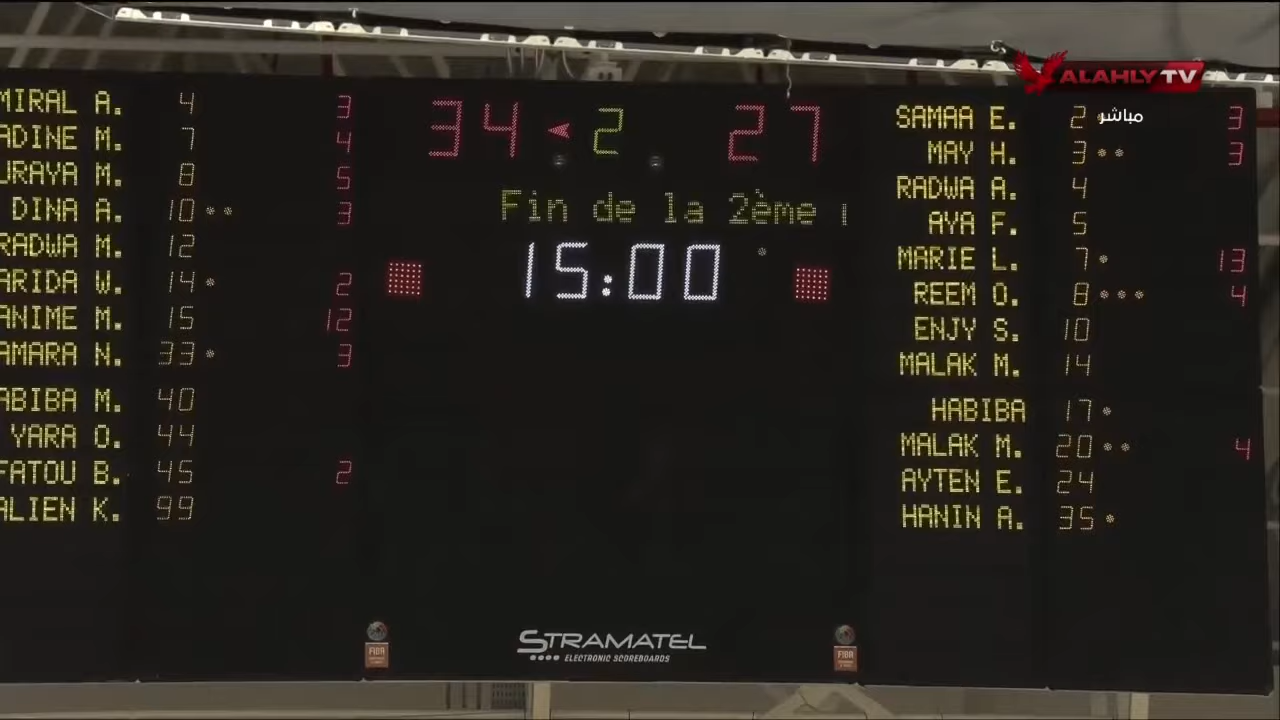 ALAHLY TV
مباشر
34 2 27
Fin de la 2ème
15:00
MIRAL A. 4 3
ADINE M. 7 4
URAYA M. 8 5
DINA A. 10 3
RADWA M. 12
ARIDA W. 14 2
ANIME M. 15 12
AMARA N. 33 3
ABIBA M. 40
YARA O. 44
FATOU B. 45 2
ALIEN K. 99
SAMAA E. 2 3
MAY H. 3 3
RADWA A. 4
AYA F. 5
MARIE L. 7 13
REEM O. 8 4
ENJY S. 10
MALAK M. 14
HABIBA 17
MALAK M. 20 4
AYTEN E. 24
HANIN A. 35
STRAMATEL
ELECTRONIC SCOREBOARDS
FIBA
FIBA